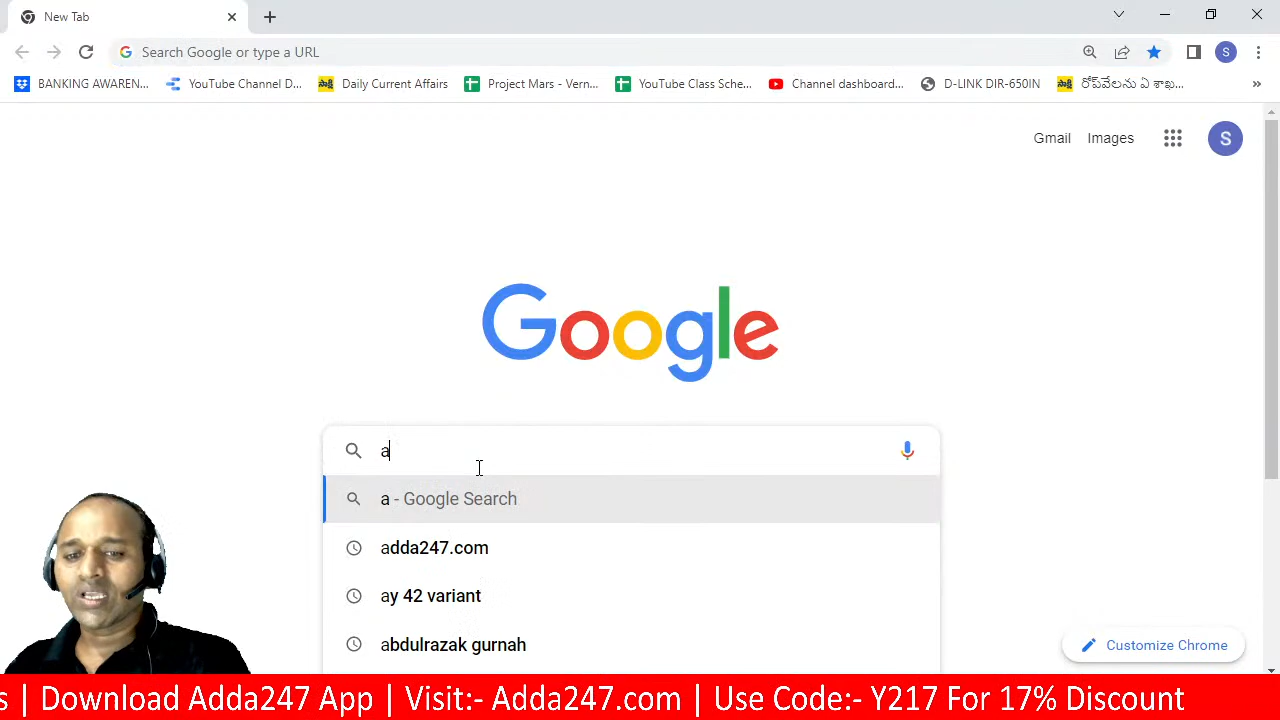 New Tab
Search Google or type a URL
S
BANKING AWAREN...
YouTube Channel D...
సాక్షి Daily Current Affairs
Project Mars - Vern...
YouTube Class Sche...
Channel dashboard...
D-LINK DIR-650IN
సాక్షి రోప్‌వేలను ఏ శాఖ...
»
Gmail Images
S
Google
a
a - Google Search
adda247.com
ay 42 variant
abdulrazak gurnah
Customize Chrome
s | Download Adda247 App | Visit:- Adda247.com | Use Code:- Y217 For 17% Discount